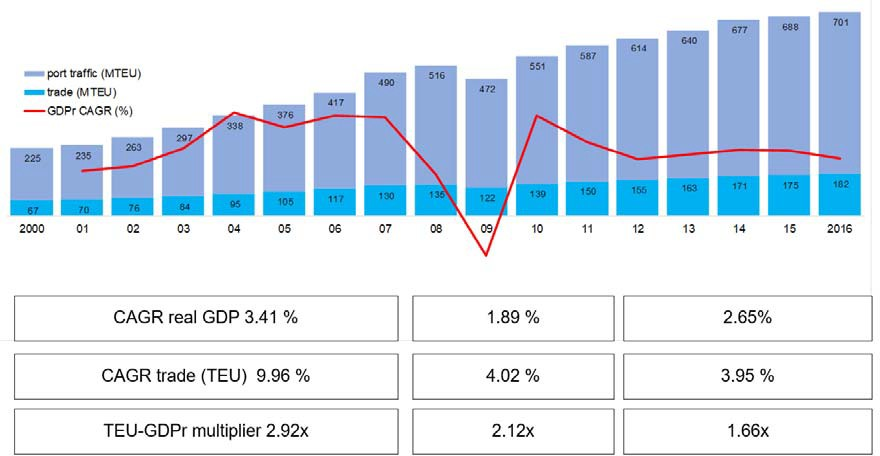 701
688
677
640
614
587
551
516
490
472
417
376
338
297
263
235
225
port traffic (MTEU)
trade (MTEU)
GDPr CAGR (%)
67 70 76 84 95 105 117 130 135 122 139 150 155 163 171 175 182
2000 01 02 03 04 05 06 07 08 09 10 11 12 13 14 15 2016
CAGR real GDP 3.41 % 1.89 % 2.65%
CAGR trade (TEU) 9.96 % 4.02 % 3.95 %
TEU-GDPr multiplier 2.92x 2.12x 1.66x